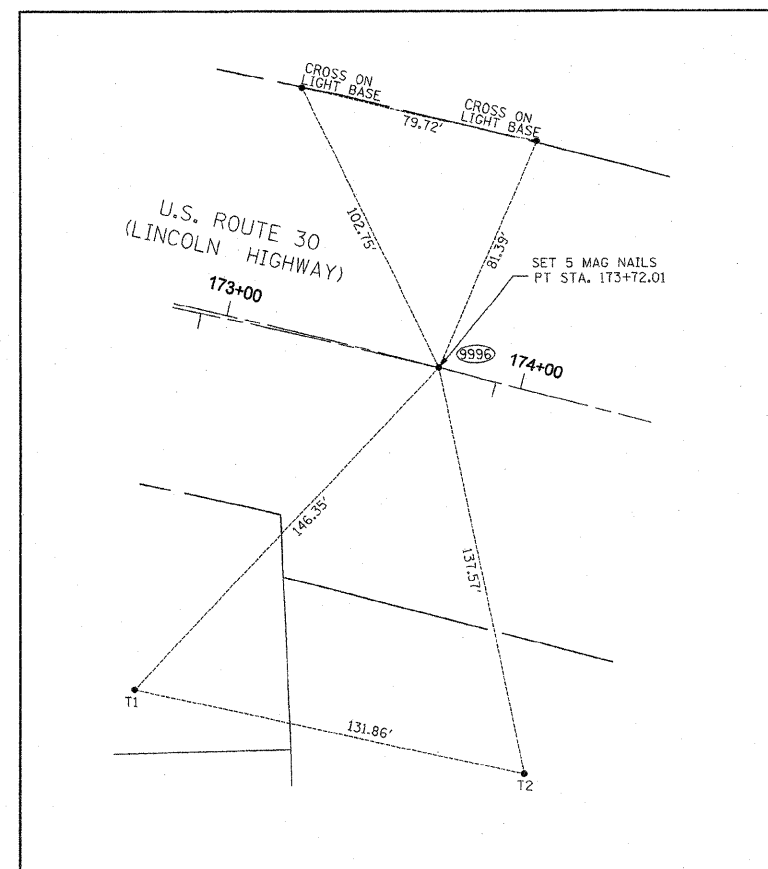 CROSS ON
LIGHT BASE
CROSS ON
LIGHT BASE
79.72'
U.S. ROUTE 30
(LINCOLN HIGHWAY)
102.75'
81.39'
SET 5 MAG NAILS
PT STA. 173+72.01
173+00
9996
174+00
146.35'
137.57'
T1
131.86'
T2